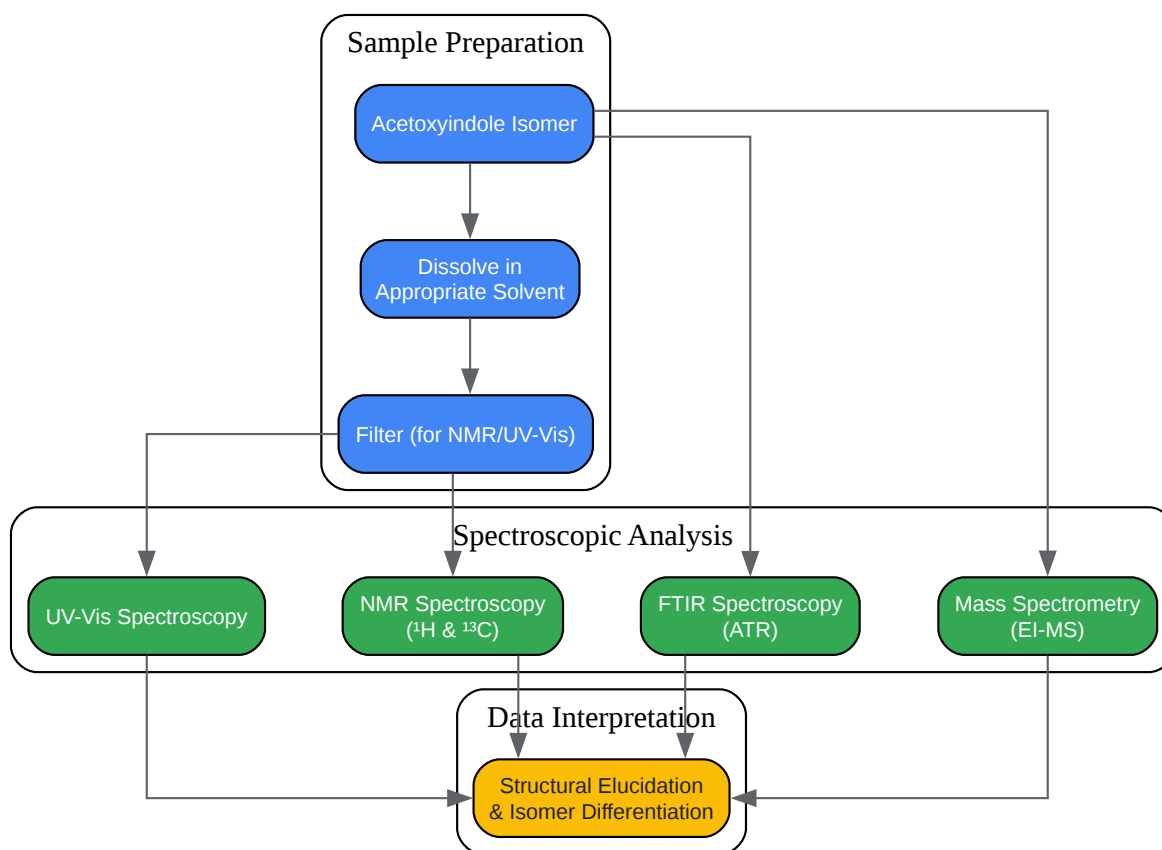 Sample Preparation
Acetoxyindole Isomer
Dissolve in
Appropriate Solvent
Filter (for NMR/UV-Vis)
Spectroscopic Analysis
UV-Vis Spectroscopy
NMR Spectroscopy
(¹H & ¹³C)
FTIR Spectroscopy
(ATR)
Mass Spectrometry
(EI-MS)
Data Interpretation
Structural Elucidation
& Isomer Differentiation